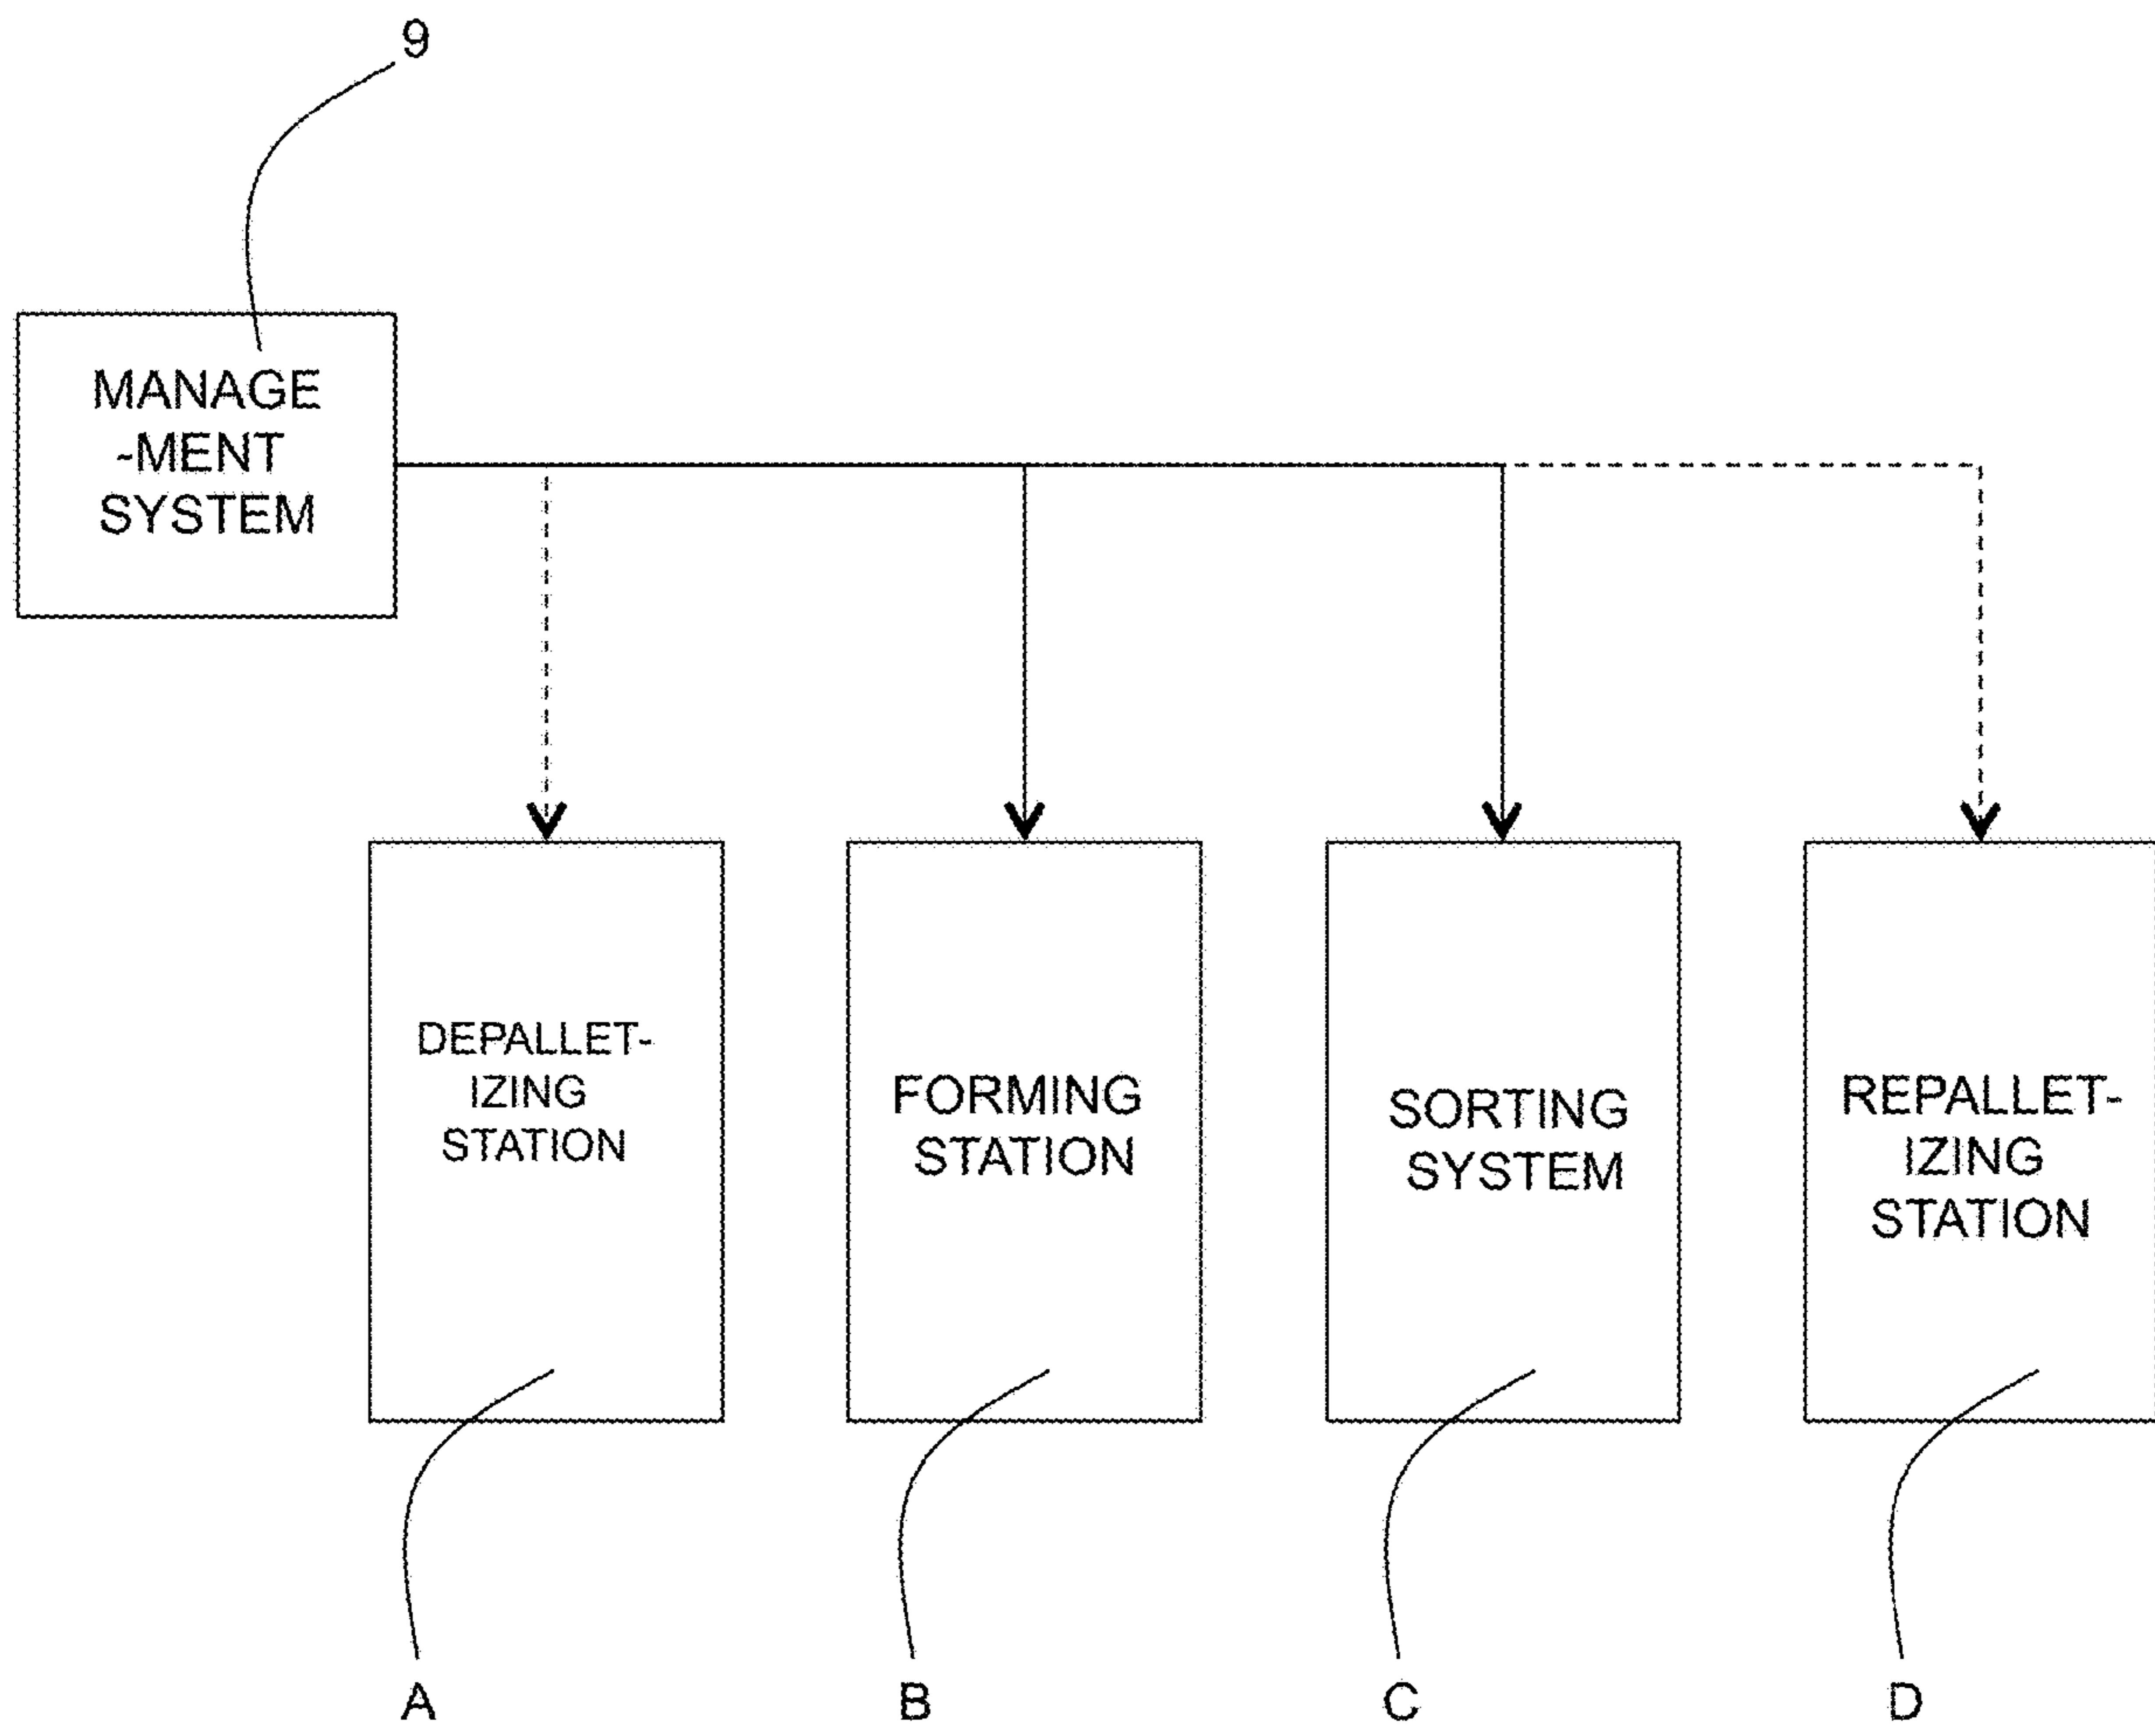 9
MANAGE
-MENT
SYSTEM
DEPALLET-
IZING
STATION
FORMING
STATION
SORTING
SYSTEM
REPALLET-
IZING
STATION
A
B
C
D